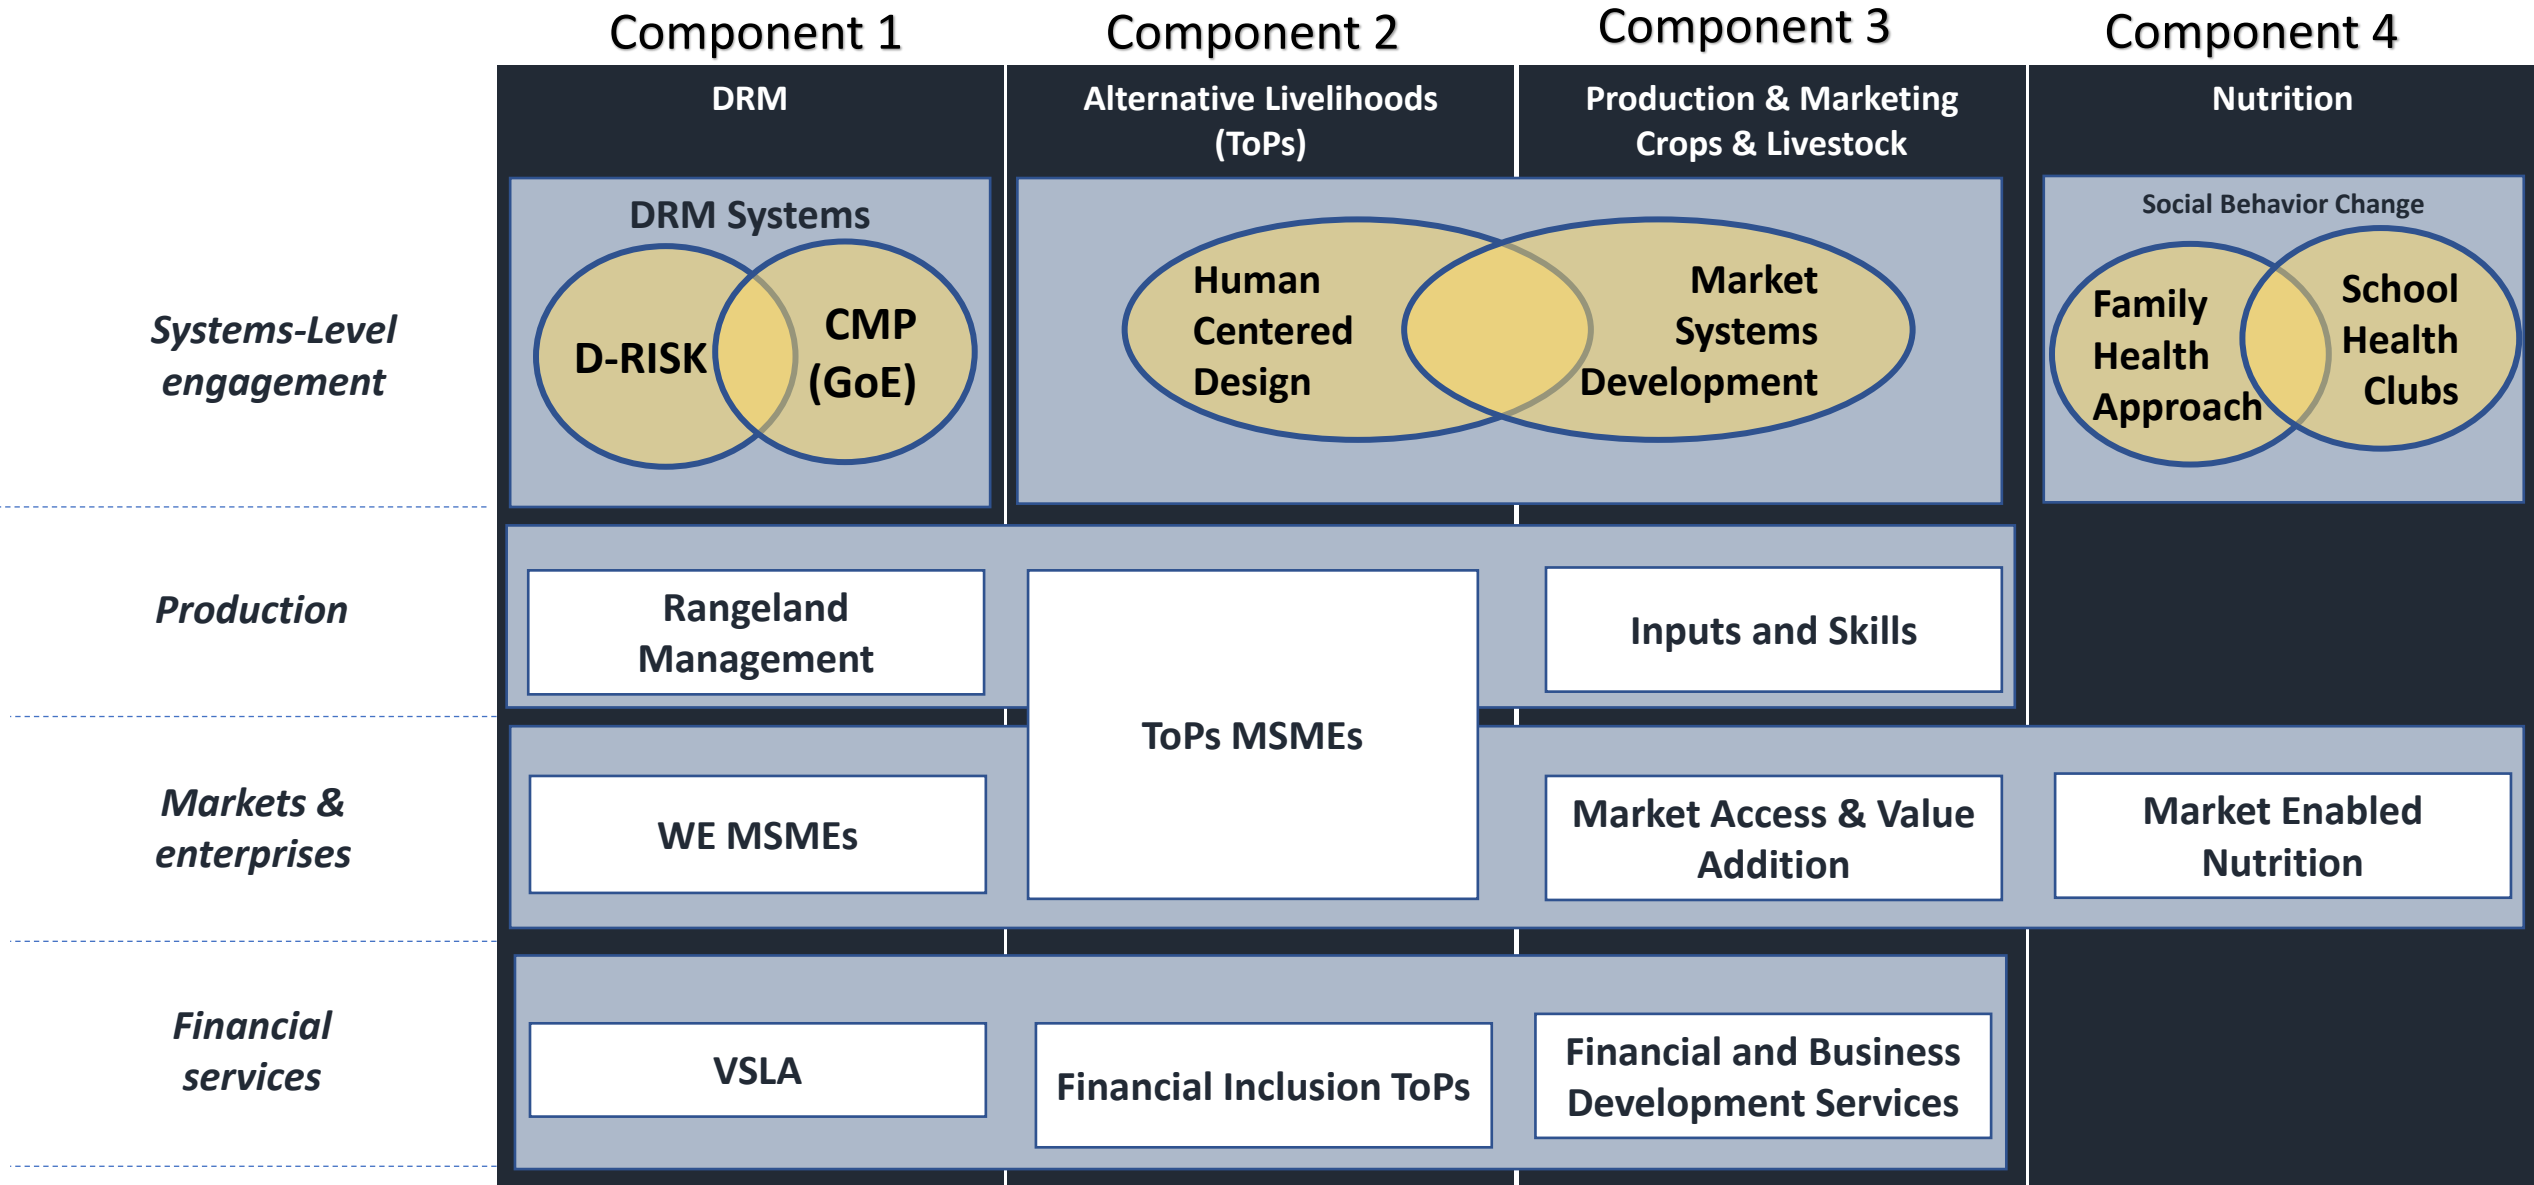 Component 1
Component 2
Component 3
Component 4
DRM
Alternative Livelihoods
(ToPs)
Production & Marketing
Crops & Livestock
Nutrition
Systems-Level
engagement
DRM Systems
D-RISK
CMP
(GoE)
Human
Centered
Design
Market
Systems
Development
Social Behavior Change
Family
Health
Approach
School
Health
Clubs
Production
Rangeland
Management
ToPs MSMEs
Inputs and Skills
Markets &
enterprises
WE MSMEs
Market Access & Value
Addition
Market Enabled
Nutrition
Financial
services
VSLA
Financial Inclusion ToPs
Financial and Business
Development Services